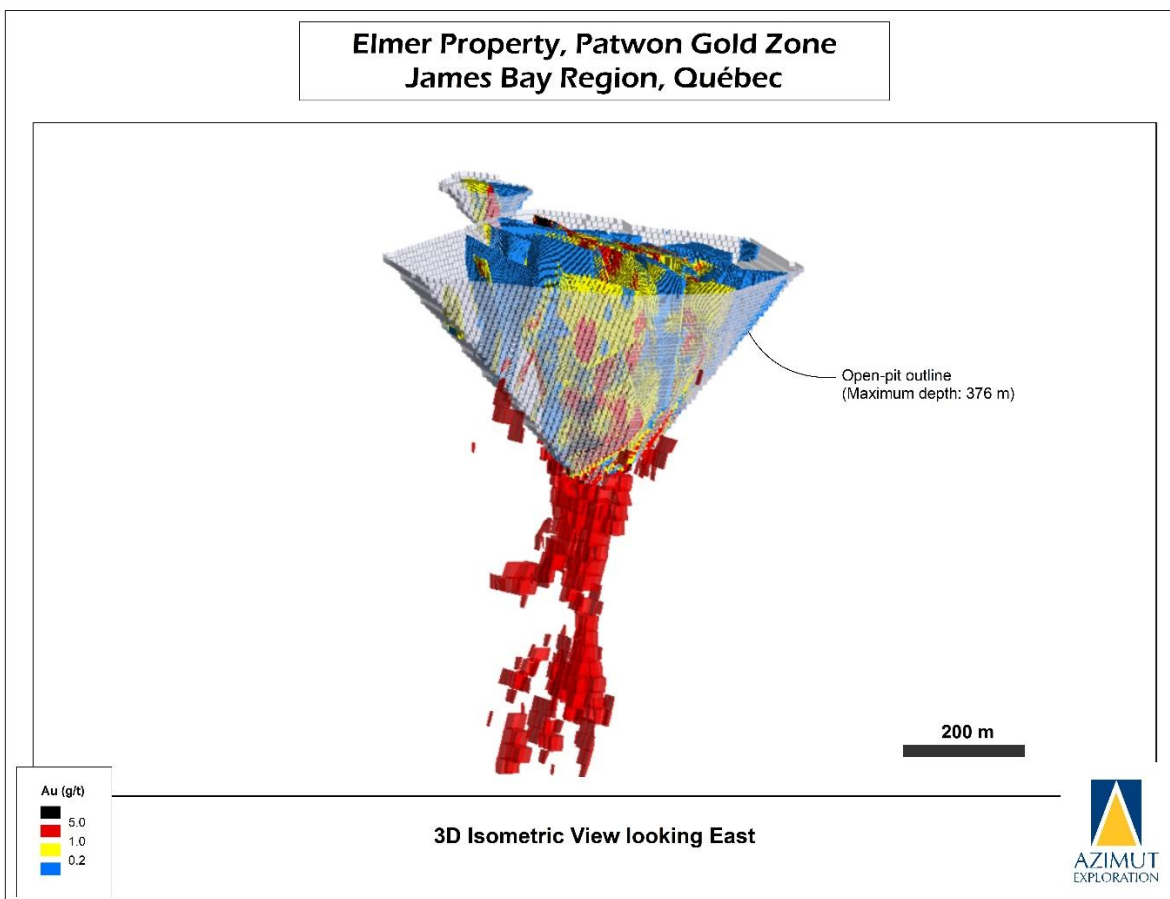 Elmer Property, Patwon Gold Zone
James Bay Region, Québec
Open-pit outline
(Maximum depth: 376 m)
200 m
Au (g/t)
5.0
1.0
0.2
3D Isometric View looking East
AZIMUT
EXPLORATION